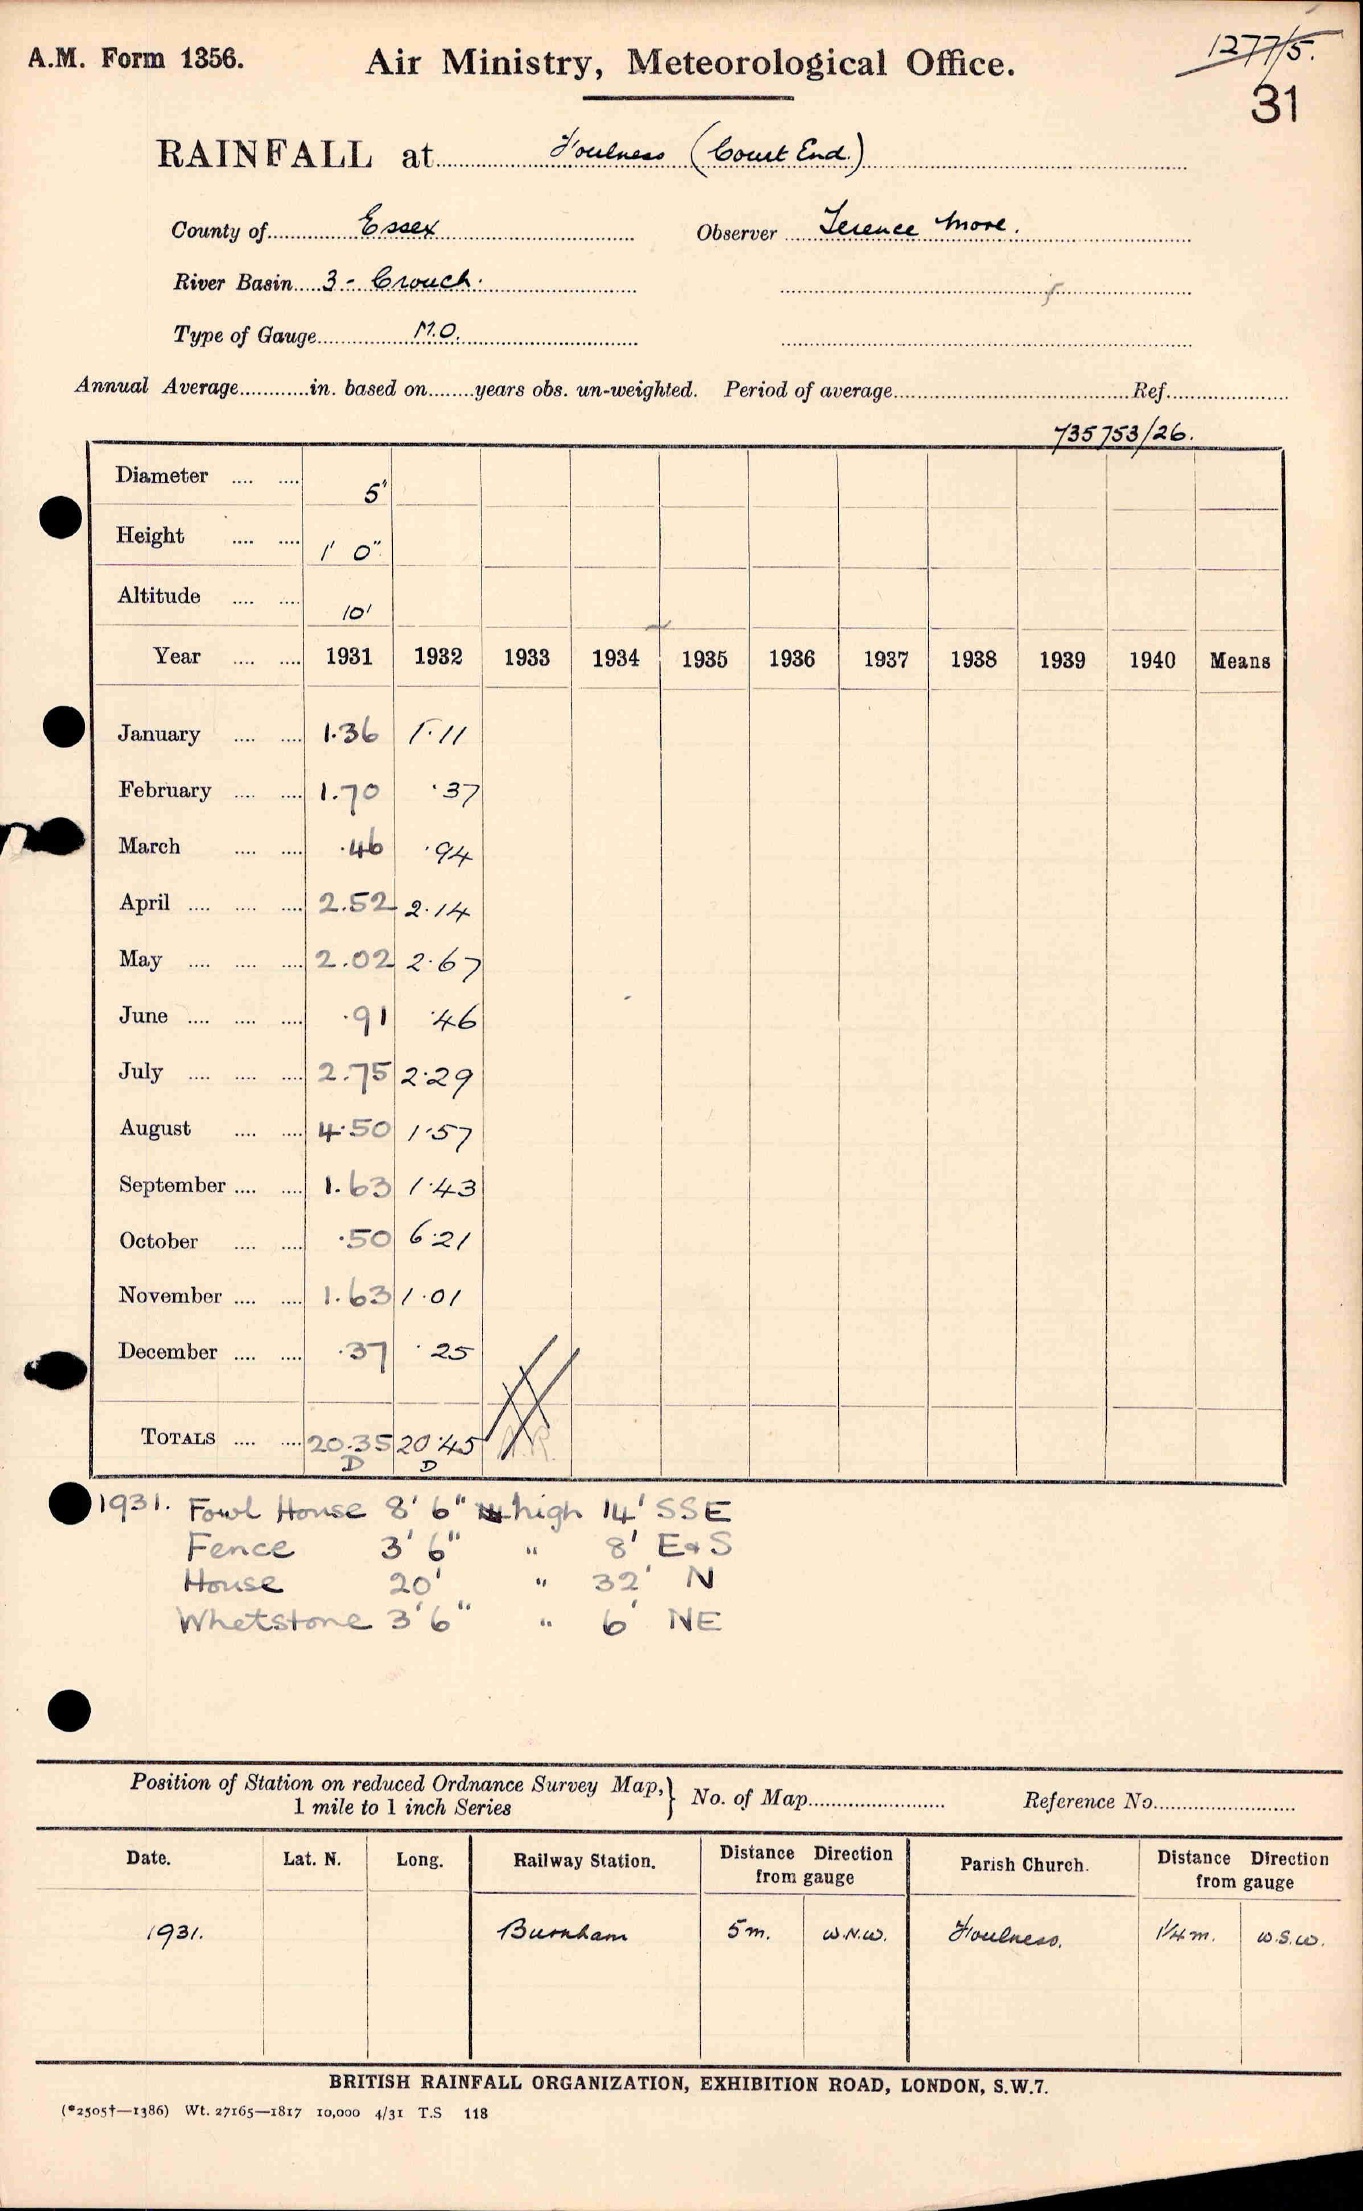 A.M. Form 1356.
Air Ministry, Meteorological Office.
1277/5.
31
RAINFALL at Foulness (Court End.)
County of Essex Observer Terence More.
River Basin 3 - Crouch.
Type of Gauge M.O.
Annual Average in. based on years obs. un-weighted. Period of average Ref.
735753/26.
Diameter 5"
Height 1' 0"
Altitude 10'
Year 1931 1932 1933 1934 1935 1936 1937 1938 1939 1940 Means
January 1.36 1.11
February 1.70 .37
March .46 .94
April 2.52 2.14
May 2.02 2.67
June .91 .46
July 2.75 2.29
August 4.50 1.57
September 1.63 1.43
October .50 6.21
November 1.63 1.01
December .37 .25
TOTALS 20.35 20.45
D D
1931. Fowl House 8' 6" high 14' SSE
Fence 3' 6" " 8' E & S
House 20' " 32' N
Whetstone 3' 6" " 6' NE
Position of Station on reduced Ordnance Survey Map, 1 mile to 1 inch Series } No. of Map Reference No.
Date. Lat. N. Long. Railway Station. Distance Direction from gauge Parish Church. Distance Direction from gauge
1931. Burnham 5 m. W.N.W. Foulness. 1/4 m. W.S.W.
BRITISH RAINFALL ORGANIZATION, EXHIBITION ROAD, LONDON, S.W.7.
(*2505†—1386) Wt. 27165—1817 10,000 4/31 T.S 118